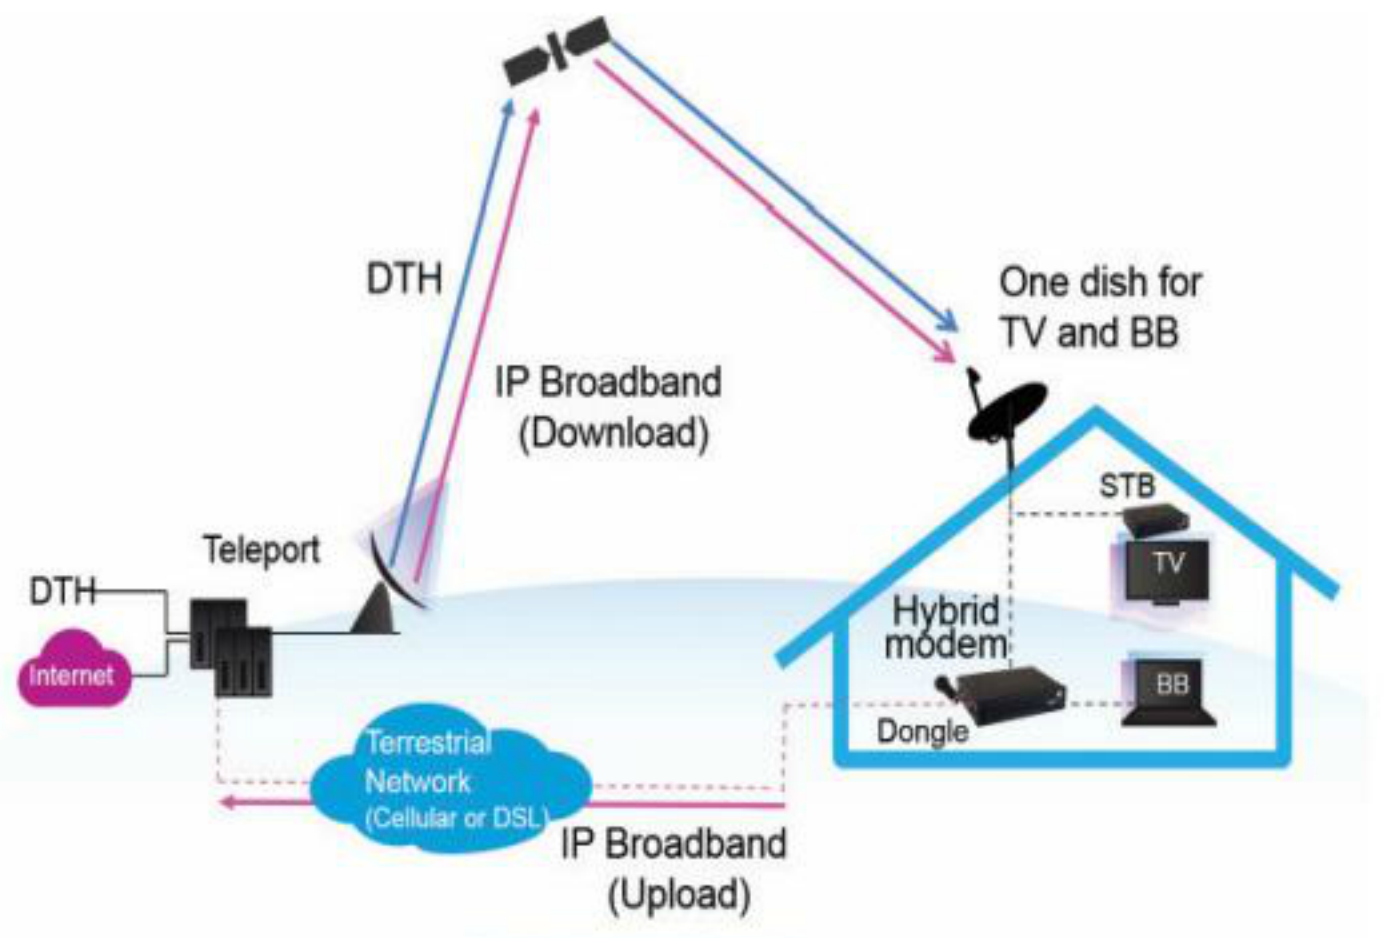 DTH
IP Broadband
(Download)
One dish for
TV and BB
STB
TV
Teleport
DTH
Internet
Hybrid
modem
BB
Dongle
Terrestrial
Network
(Cellular or DSL)
IP Broadband
(Upload)